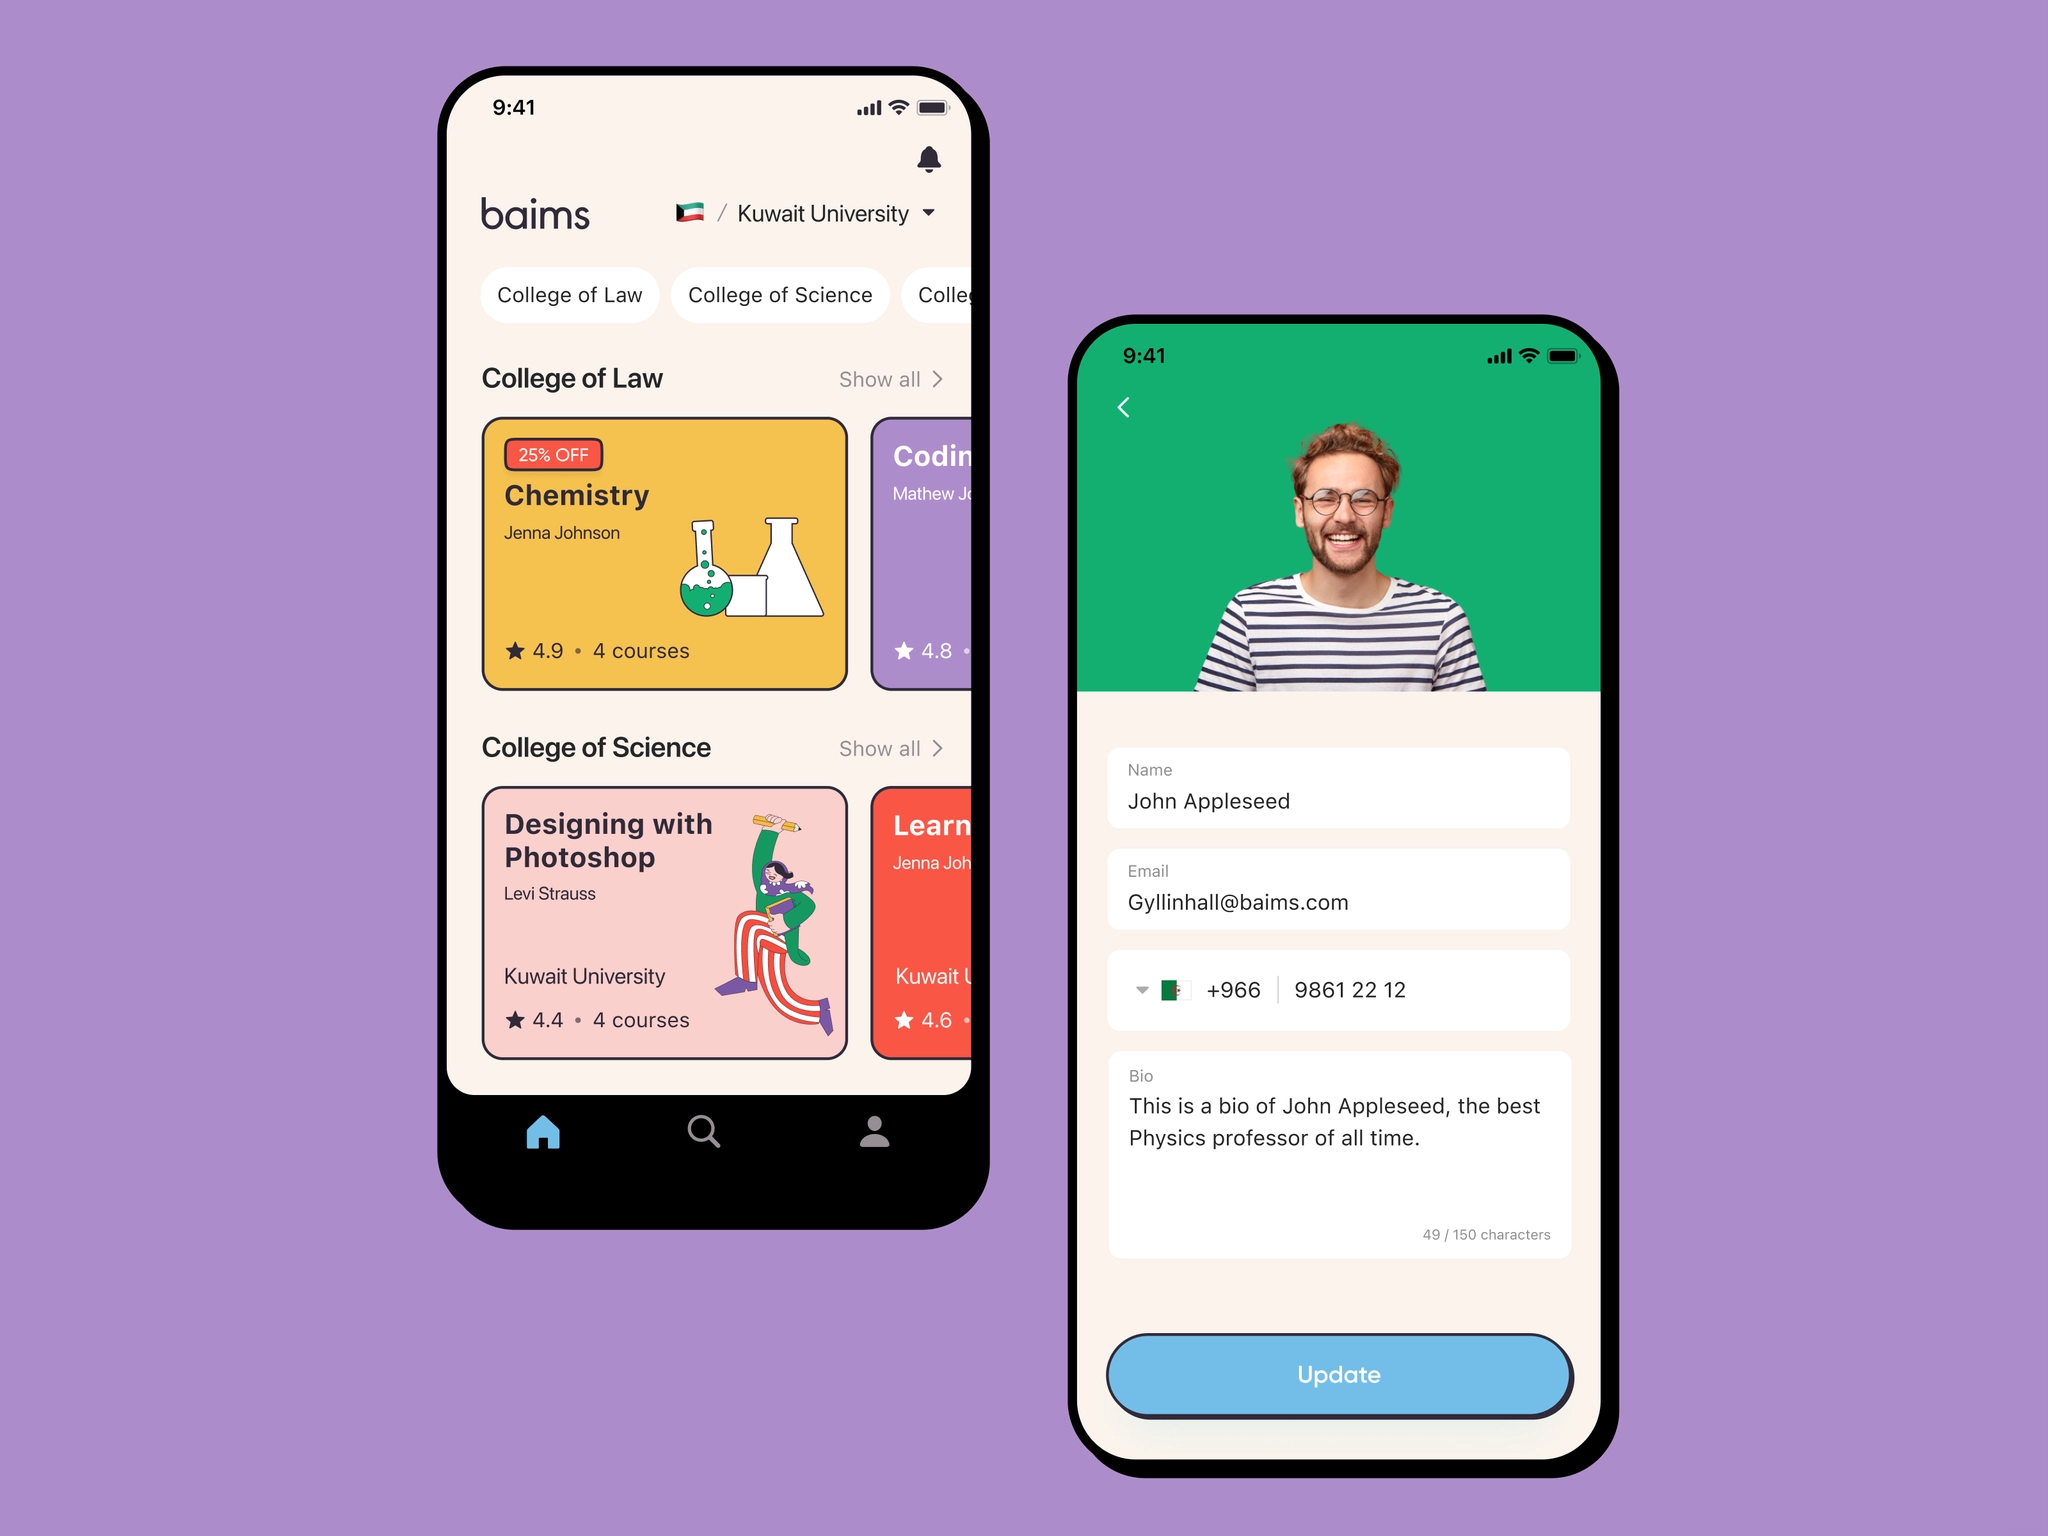 9:41
baims
/ Kuwait University
College of Law
College of Science
Colleg
College of Law
Show all
25% OFF
Chemistry
Jenna Johnson
4.9 • 4 courses
Codin
Mathew Jo
4.8 •
College of Science
Show all
Designing with
Photoshop
Levi Strauss
Kuwait University
4.4 • 4 courses
Learn
Jenna Joh
Kuwait U
4.6 •
9:41
Name
John Appleseed
Email
Gyllinhall@baims.com
+966 9861 22 12
Bio
This is a bio of John Appleseed, the best
Physics professor of all time.
49 / 150 characters
Update